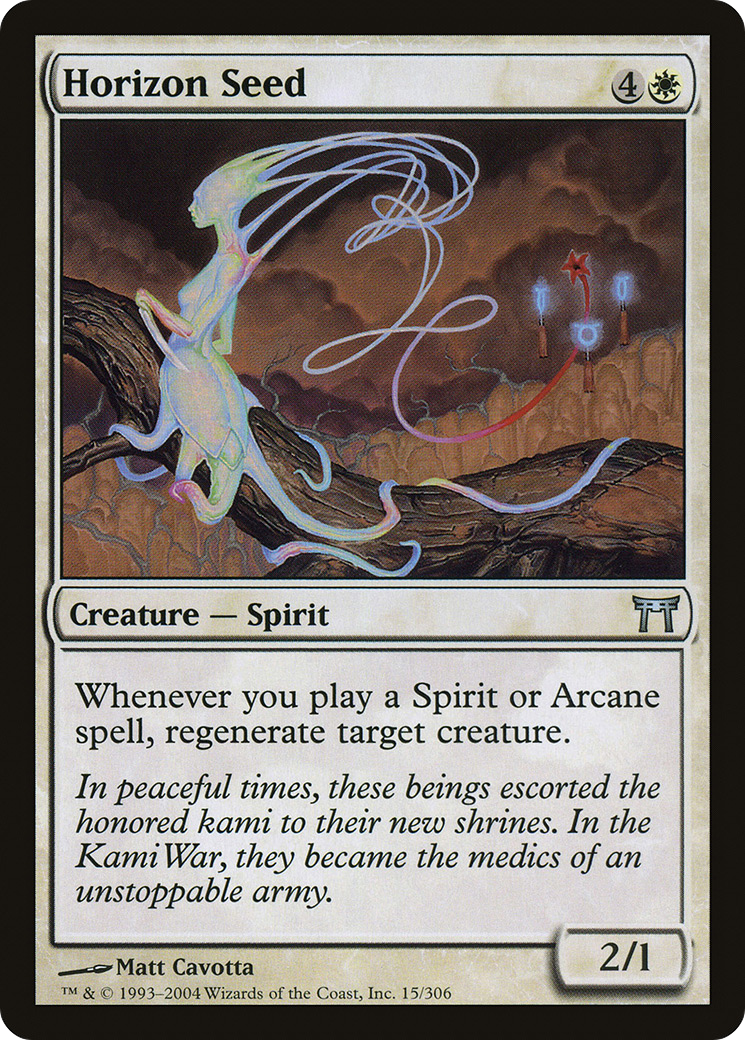 Horizon Seed 4
Creature — Spirit
Whenever you play a Spirit or Arcane
spell, regenerate target creature.
In peaceful times, these beings escorted the
honored kami to their new shrines. In the
Kami War, they became the medics of an
unstoppable army.
2/1
Matt Cavotta
™ & © 1993–2004 Wizards of the Coast, Inc. 15/306